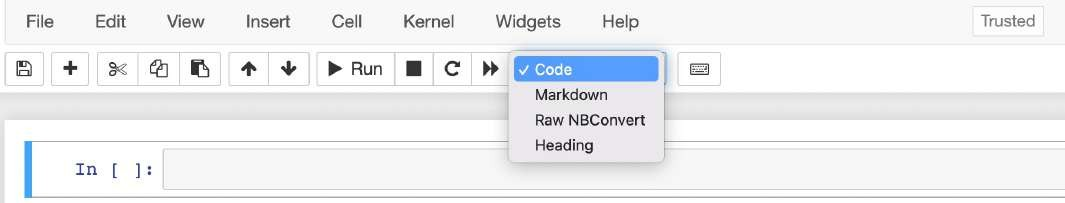 File Edit View Insert Cell Kernel Widgets Help Trusted
Run
✓ Code
Markdown
Raw NBConvert
Heading
In [ ]: